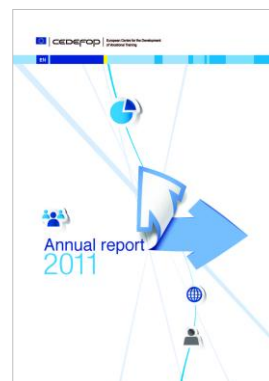 CEDEFOP
European Centre for the Development
of Vocational Training
EN
Annual report
2011